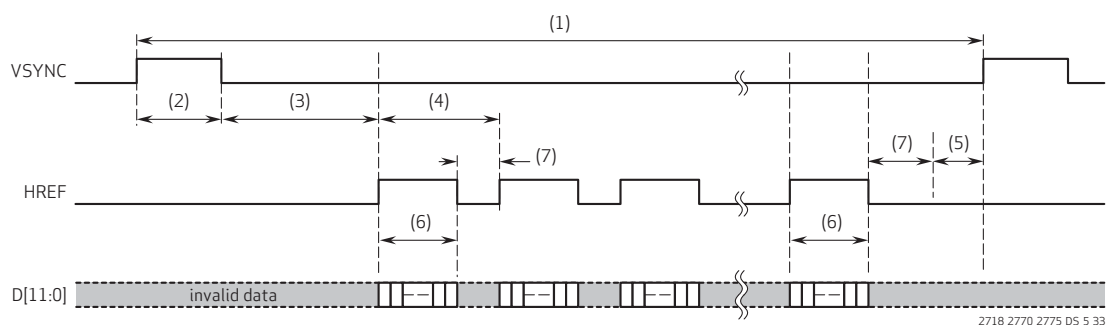 (1)
VSYNC
(2)
(3)
(4)
(7)
(7)
(5)
HREF
(6)
(6)
D[11:0]
invalid data
2718 2770 2775 DS 5 33